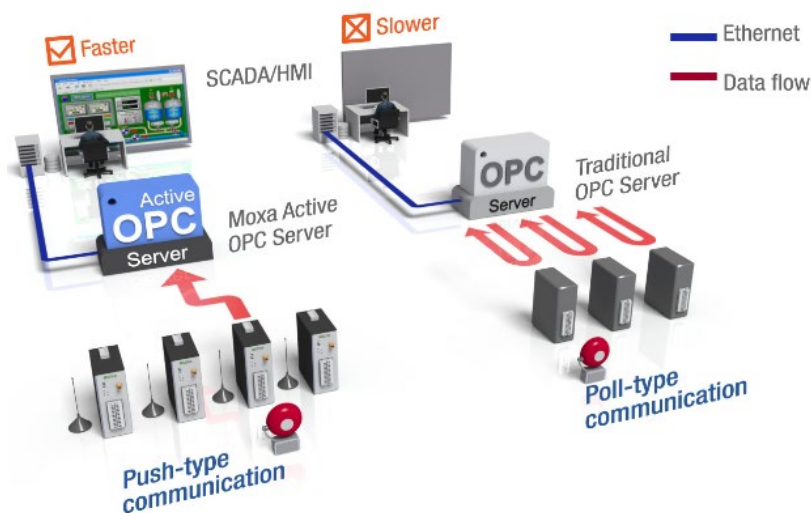 Faster
Slower
Ethernet
Data flow
SCADA/HMI
Active
OPC
Server
Moxa Active
OPC Server
OPC
Server
Traditional
OPC Server
Push-type
communication
Poll-type
communication